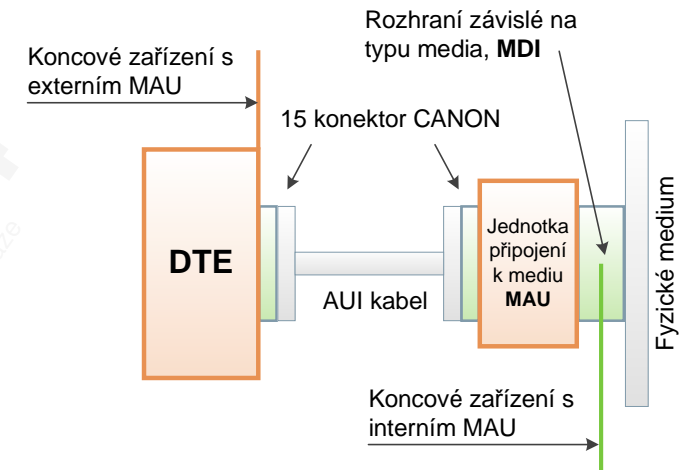 Rozhraní závislé na
typu media, MDI
Koncové zařízení s
externím MAU
15 konektor CANON
DTE
Jednotka
připojení
k mediu
MAU
AUI kabel
Fyzické medium
Koncové zařízení s
interním MAU